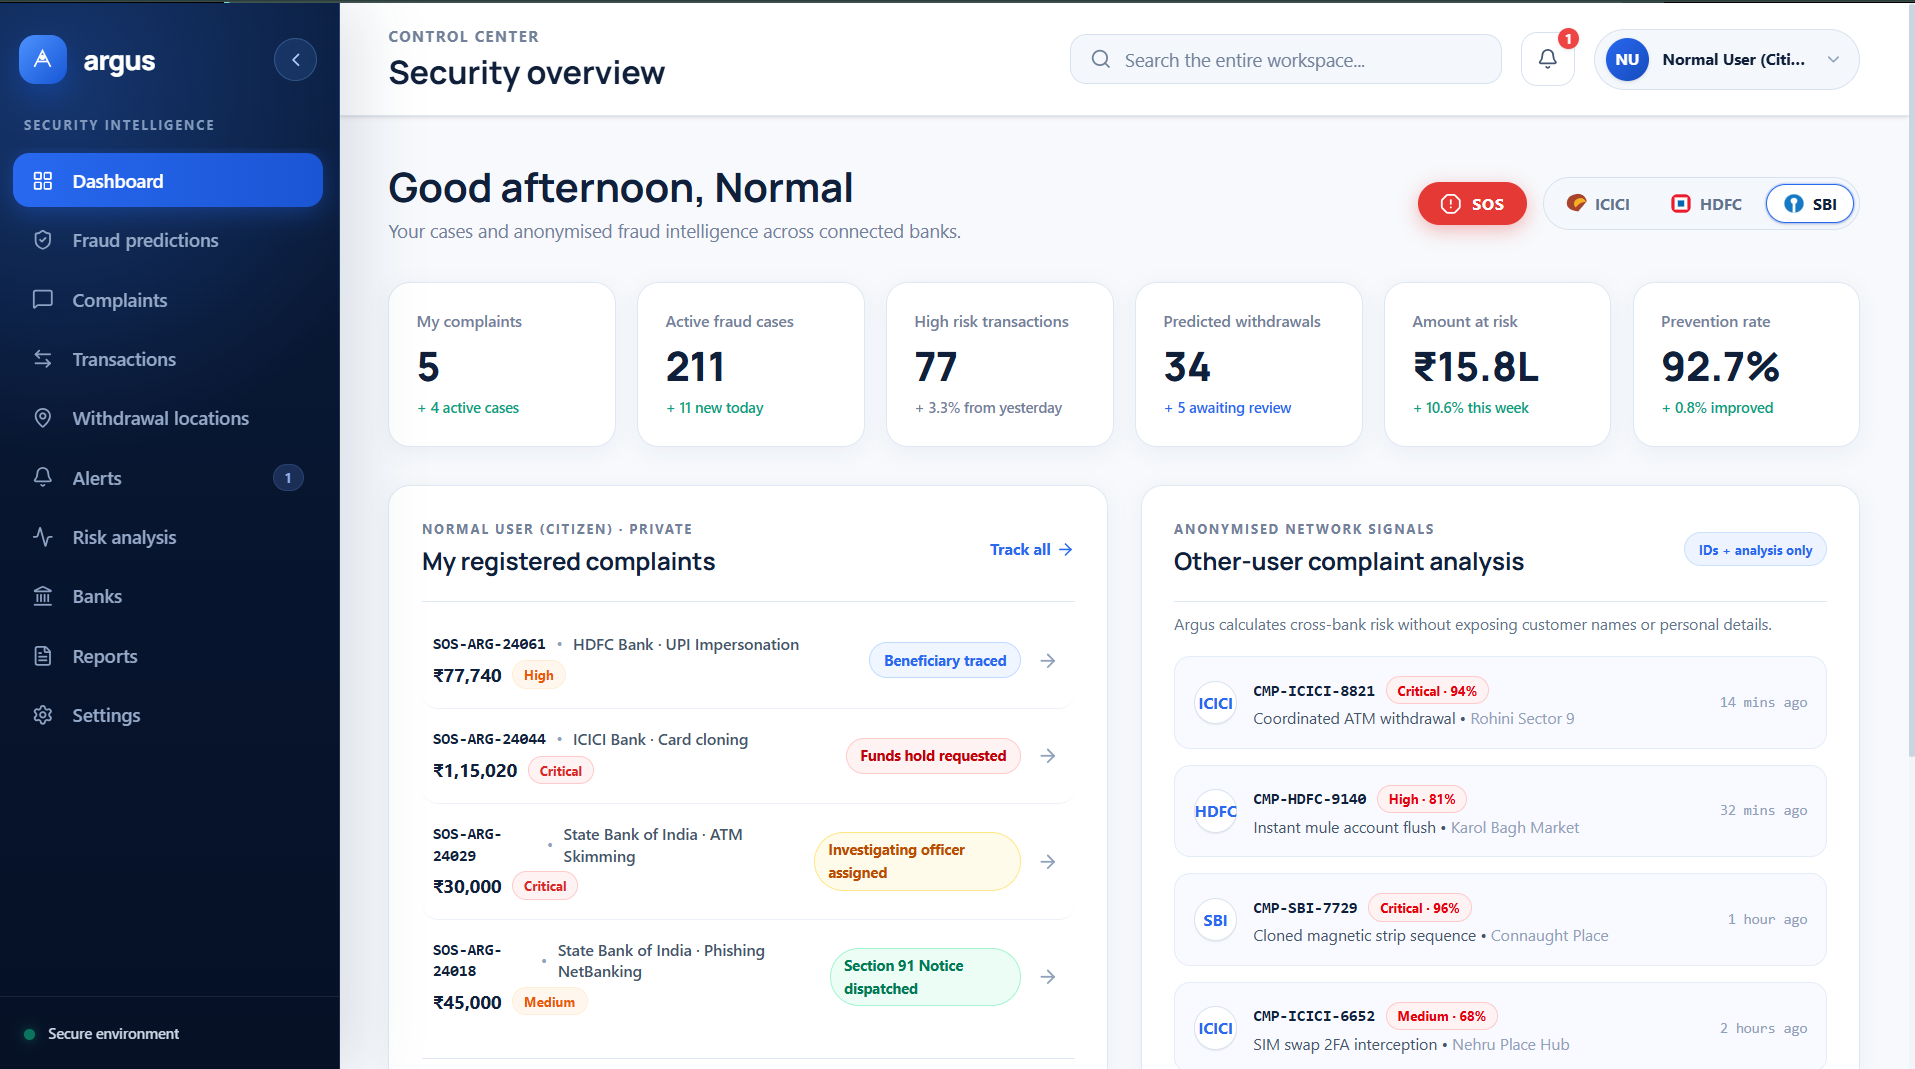 argus
SECURITY INTELLIGENCE
Dashboard
Fraud predictions
Complaints
Transactions
Withdrawal locations
Alerts
1
Risk analysis
Banks
Reports
Settings
Secure environment
CONTROL CENTER
Security overview
Search the entire workspace...
1
NU
Normal User (Citi...
Good afternoon, Normal
Your cases and anonymised fraud intelligence across connected banks.
SOS
ICICI
HDFC
SBI
My complaints
5
+ 4 active cases
Active fraud cases
211
+ 11 new today
High risk transactions
77
+ 3.3% from yesterday
Predicted withdrawals
34
+ 5 awaiting review
Amount at risk
₹15.8L
+ 10.6% this week
Prevention rate
92.7%
+ 0.8% improved
NORMAL USER (CITIZEN) · PRIVATE
My registered complaints
Track all →
SOS-ARG-24061 • HDFC Bank · UPI Impersonation
₹77,740 High
Beneficiary traced →
SOS-ARG-24044 • ICICI Bank · Card cloning
₹1,15,020 Critical
Funds hold requested →
SOS-ARG-
24029
• State Bank of India · ATM
Skimming
₹30,000 Critical
Investigating officer
assigned →
SOS-ARG-
24018
• State Bank of India · Phishing
NetBanking
₹45,000 Medium
Section 91 Notice
dispatched →
ANONYMISED NETWORK SIGNALS
Other-user complaint analysis
IDs + analysis only
Argus calculates cross-bank risk without exposing customer names or personal details.
ICICI
CMP-ICICI-8821 Critical · 94%
Coordinated ATM withdrawal • Rohini Sector 9
14 mins ago
HDFC
CMP-HDFC-9140 High · 81%
Instant mule account flush • Karol Bagh Market
32 mins ago
SBI
CMP-SBI-7729 Critical · 96%
Cloned magnetic strip sequence • Connaught Place
1 hour ago
ICICI
CMP-ICICI-6652 Medium · 68%
SIM swap 2FA interception • Nehru Place Hub
2 hours ago